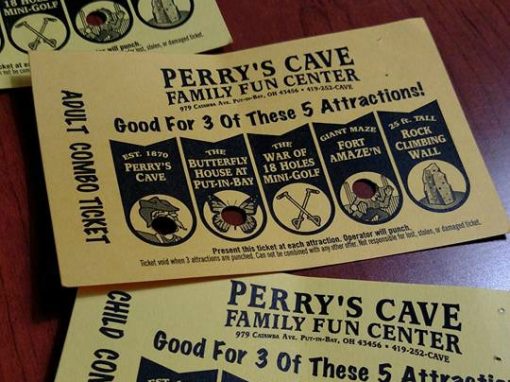 18 HOLES
MINI-GOLF
PERRY'S CAVE
FAMILY FUN CENTER
979 CATAWBA AVE. PUT-IN-BAY, OH 43456 • 419-252-CAVE
Good For 3 Of These 5 Attractions!
ADULT COMBO TICKET
EST. 1870
PERRY'S
CAVE
THE
BUTTERFLY
HOUSE AT
PUT-IN-BAY
THE
WAR OF
18 HOLES
MINI-GOLF
GIANT MAZE
FORT
AMAZE'N
25 FT. TALL
ROCK
CLIMBING
WALL
Present this ticket at each attraction. Operator will punch.
Ticket void when 3 attractions are punched. Can not be combined with any other offer. Not responsible for lost, stolen, or damaged ticket.
PERRY'S CAVE
FAMILY FUN CENTER
979 CATAWBA AVE. PUT-IN-BAY, OH 43456 • 419-252-CAVE
Good For 3 Of These 5 Attractions
CHILD COMBO